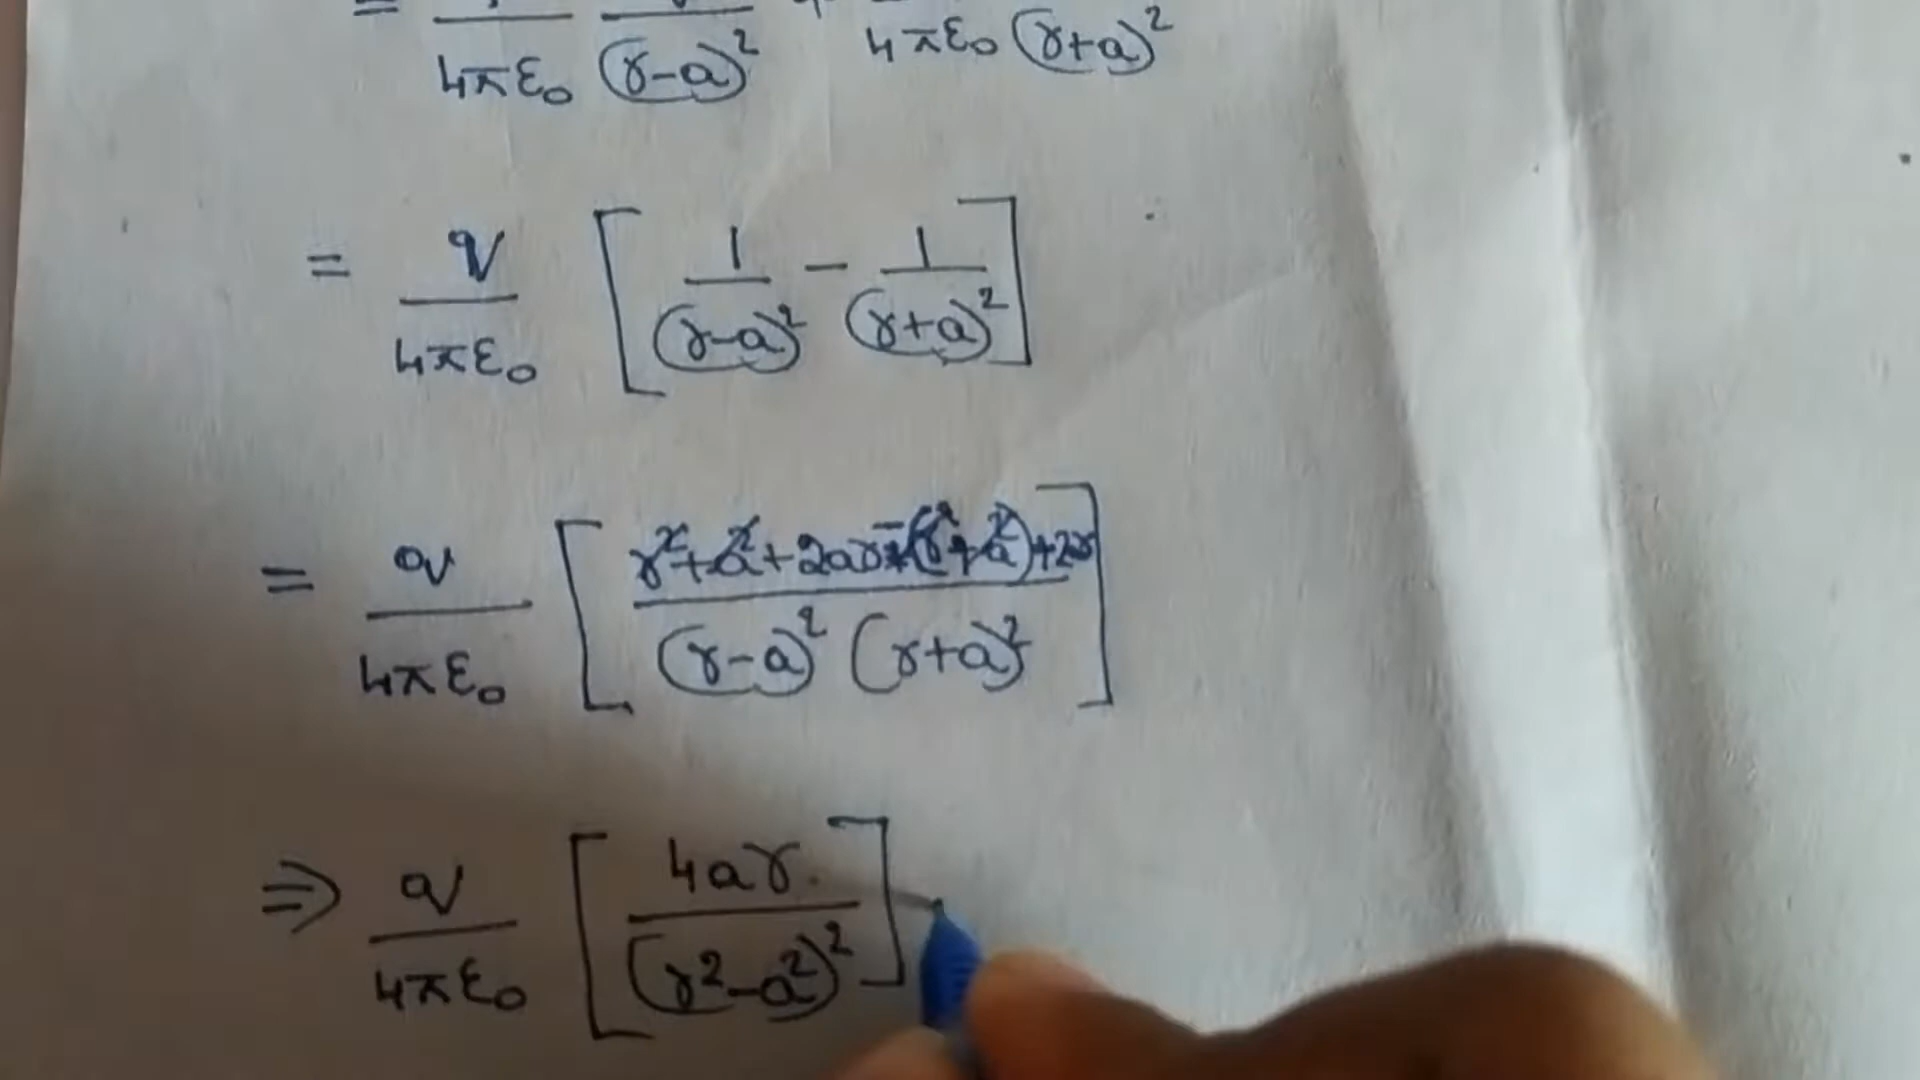 = 4πε₀ (r-a)² 4πε₀ (r+a)²
= q/4πε₀ [1/(r-a)² - 1/(r+a)²]
= q/4πε₀ [r²+a²+2ar-(r²+a²)+2ar/(r-a)² (r+a)²]
⇒ q/4πε₀ [4ar./(r²-a²)²]